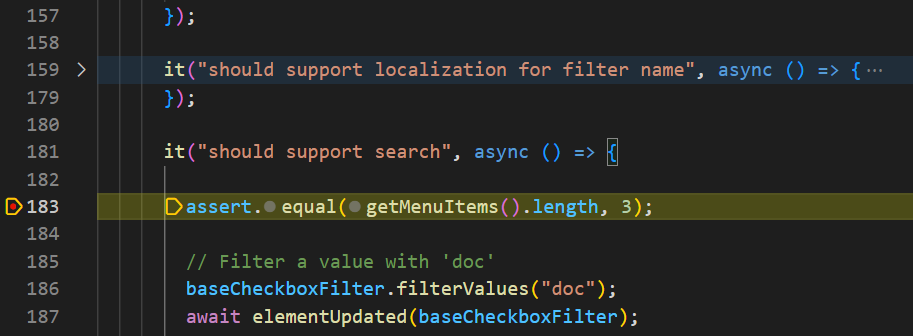 157 });
158
159 it("should support localization for filter name", async () => {⋯
179 });
180
181 it("should support search", async () => {
182
183 assert.equal(getMenuItems().length, 3);
184
185 // Filter a value with 'doc'
186 baseCheckboxFilter.filterValues("doc");
187 await elementUpdated(baseCheckboxFilter);